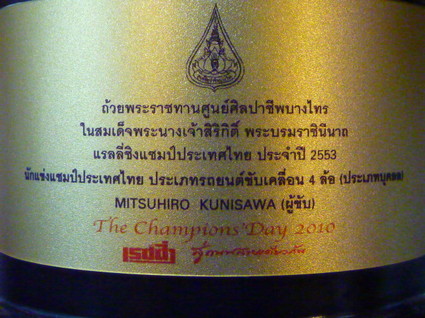 ถ้วยพระราชทานศูนย์ศิลปาชีพบางไทร
ในสมเด็จพระนางเจ้าสิริกิติ์ พระบรมราชินีนาถ
แรลลี่ชิงแชมป์ประเทศไทย ประจำปี 2553
นักแข่งแชมป์ประเทศไทย ประเภทรถยนต์ขับเคลื่อน 4 ล้อ (ประเภทบุคคล)
MITSUHIRO KUNISAWA (ผู้ขับ)
The Champions'Day 2010